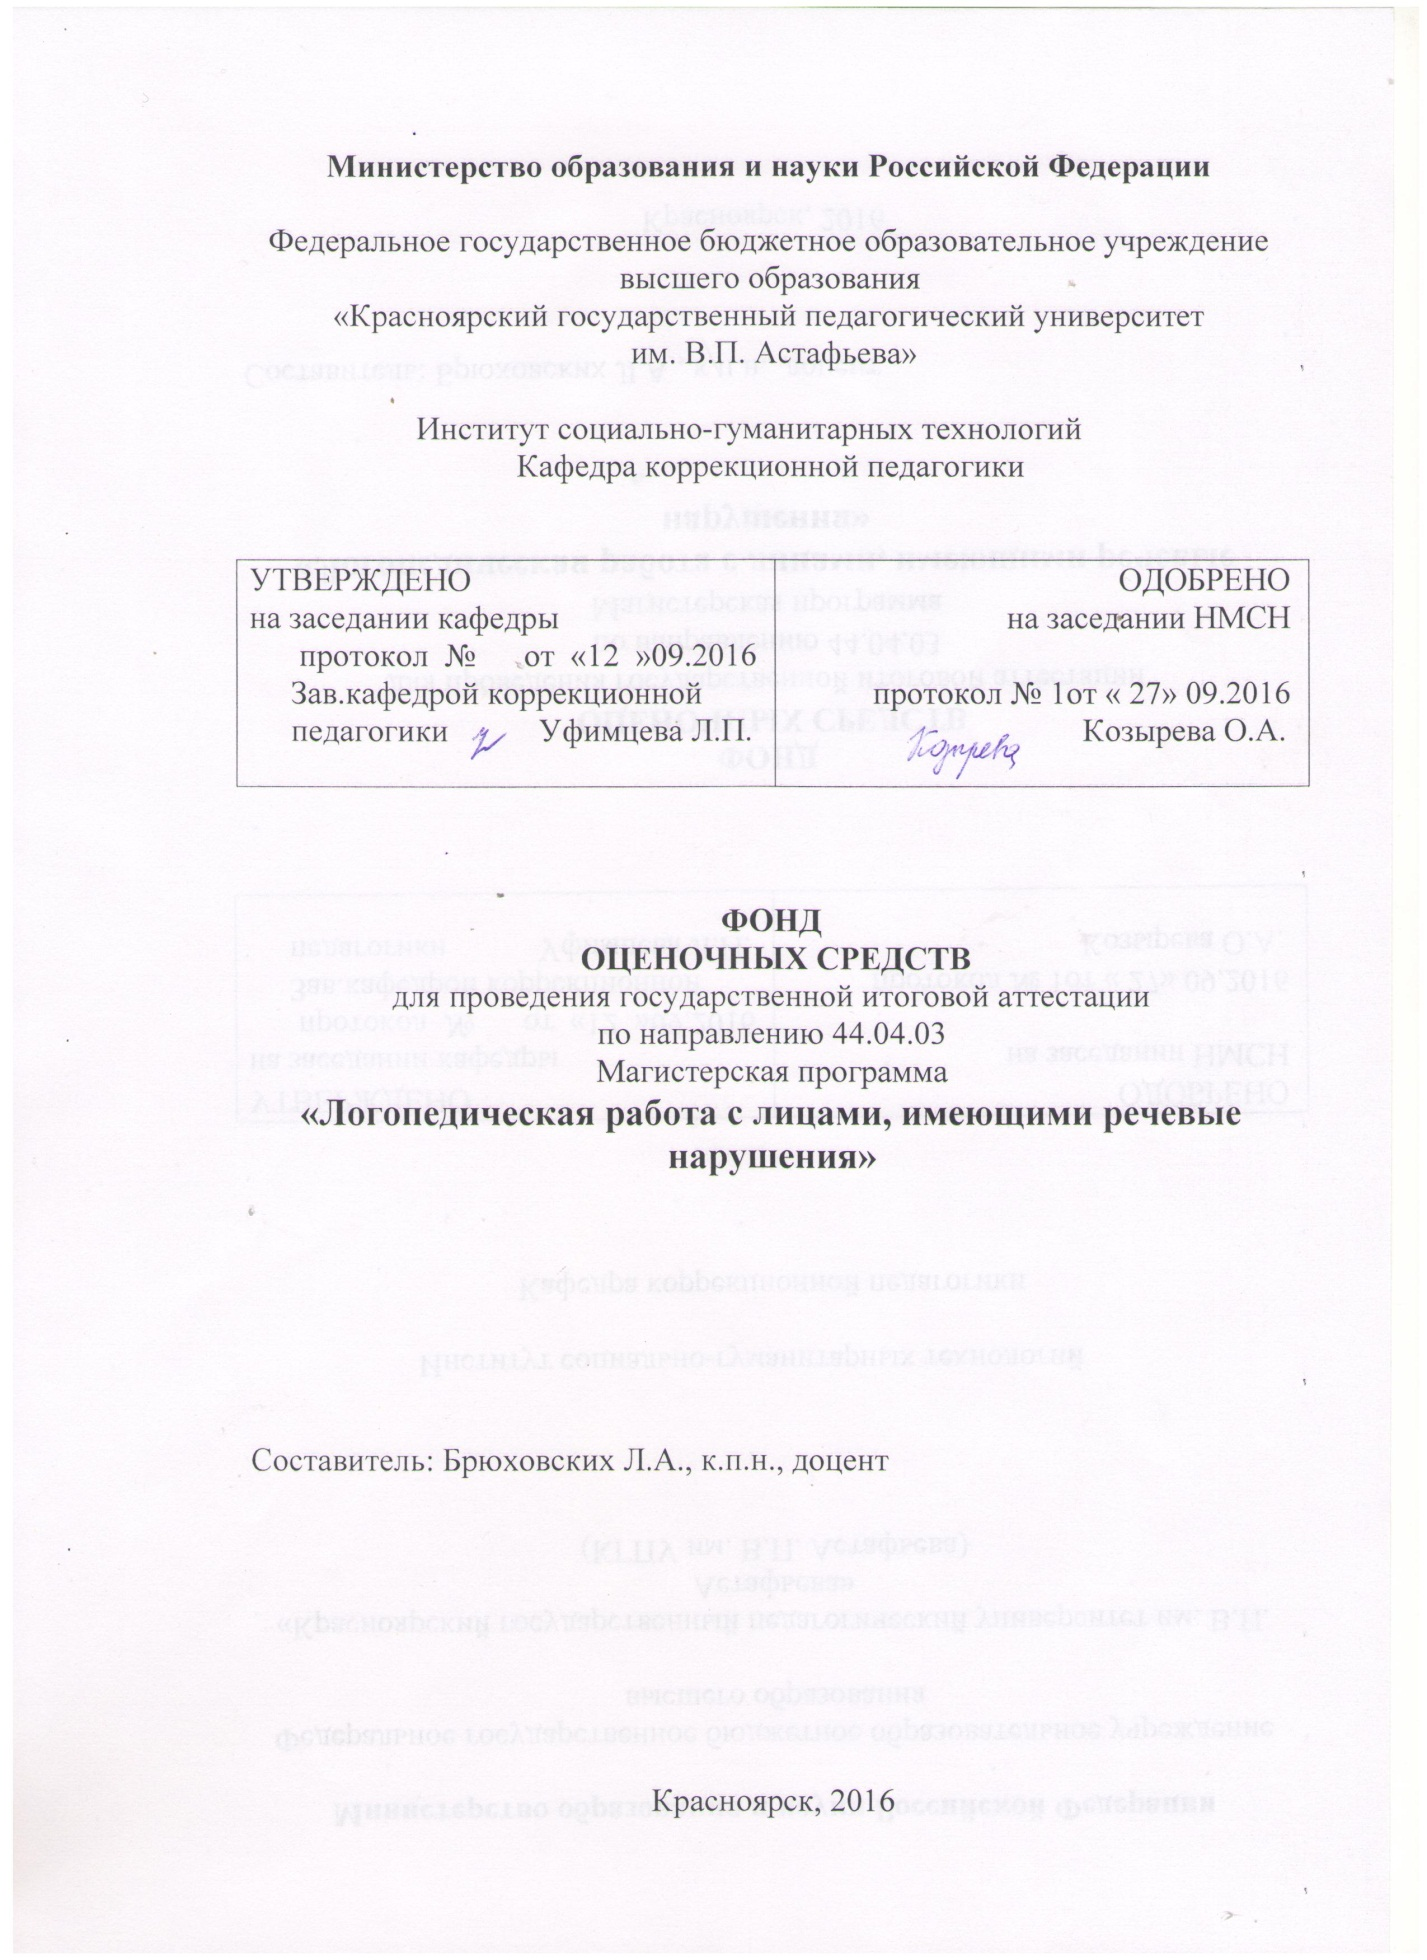 Министерство образования и науки Российской Федерации
Федеральное государственное бюджетное образовательное учреждение
высшего образования
«Красноярский государственный педагогический университет
им. В.П. Астафьева»
Институт социально-гуманитарных технологий
Кафедра коррекционной педагогики
УТВЕРЖДЕНО
на заседании кафедры
протокол № от «12 »09.2016
Зав.кафедрой коррекционной
педагогики Уфимцева Л.П.
ОДОБРЕНО
на заседании НМСН
протокол № 1от « 27» 09.2016
Козырева Козырева О.А.
ФОНД
ОЦЕНОЧНЫХ СРЕДСТВ
для проведения государственной итоговой аттестации
по направлению 44.04.03
Магистерская программа
«Логопедическая работа с лицами, имеющими речевые
нарушения»
Составитель: Брюховских Л.А., к.п.н., доцент
Красноярск, 2016